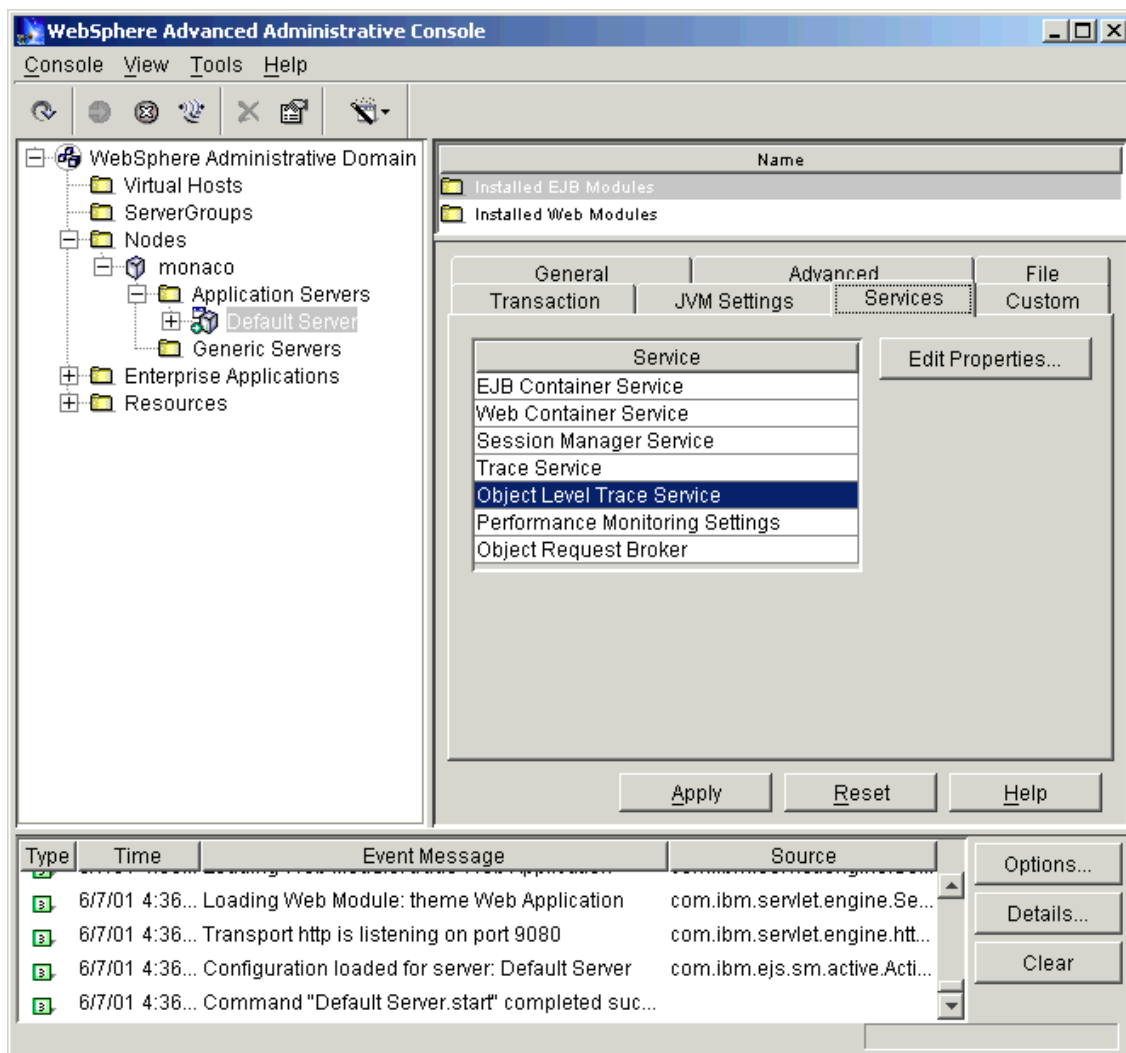 WebSphere Advanced Administrative Console
Console View Tools Help
WebSphere Administrative Domain
Virtual Hosts
ServerGroups
Nodes
monaco
Application Servers
Default Server
Generic Servers
Enterprise Applications
Resources
Name
Installed EJB Modules
Installed Web Modules
General Advanced File
Transaction JVM Settings Services Custom
Service
EJB Container Service
Web Container Service
Session Manager Service
Trace Service
Object Level Trace Service
Performance Monitoring Settings
Object Request Broker
Edit Properties...
Apply Reset Help
Type Time Event Message Source
6/7/01 4:36... Loading Web Module: theme Web Application com.ibm.servlet.engine.Se...
6/7/01 4:36... Transport http is listening on port 9080 com.ibm.servlet.engine.htt...
6/7/01 4:36... Configuration loaded for server: Default Server com.ibm.ejs.sm.active.Acti...
6/7/01 4:36... Command "Default Server.start" completed suc...
Options...
Details...
Clear